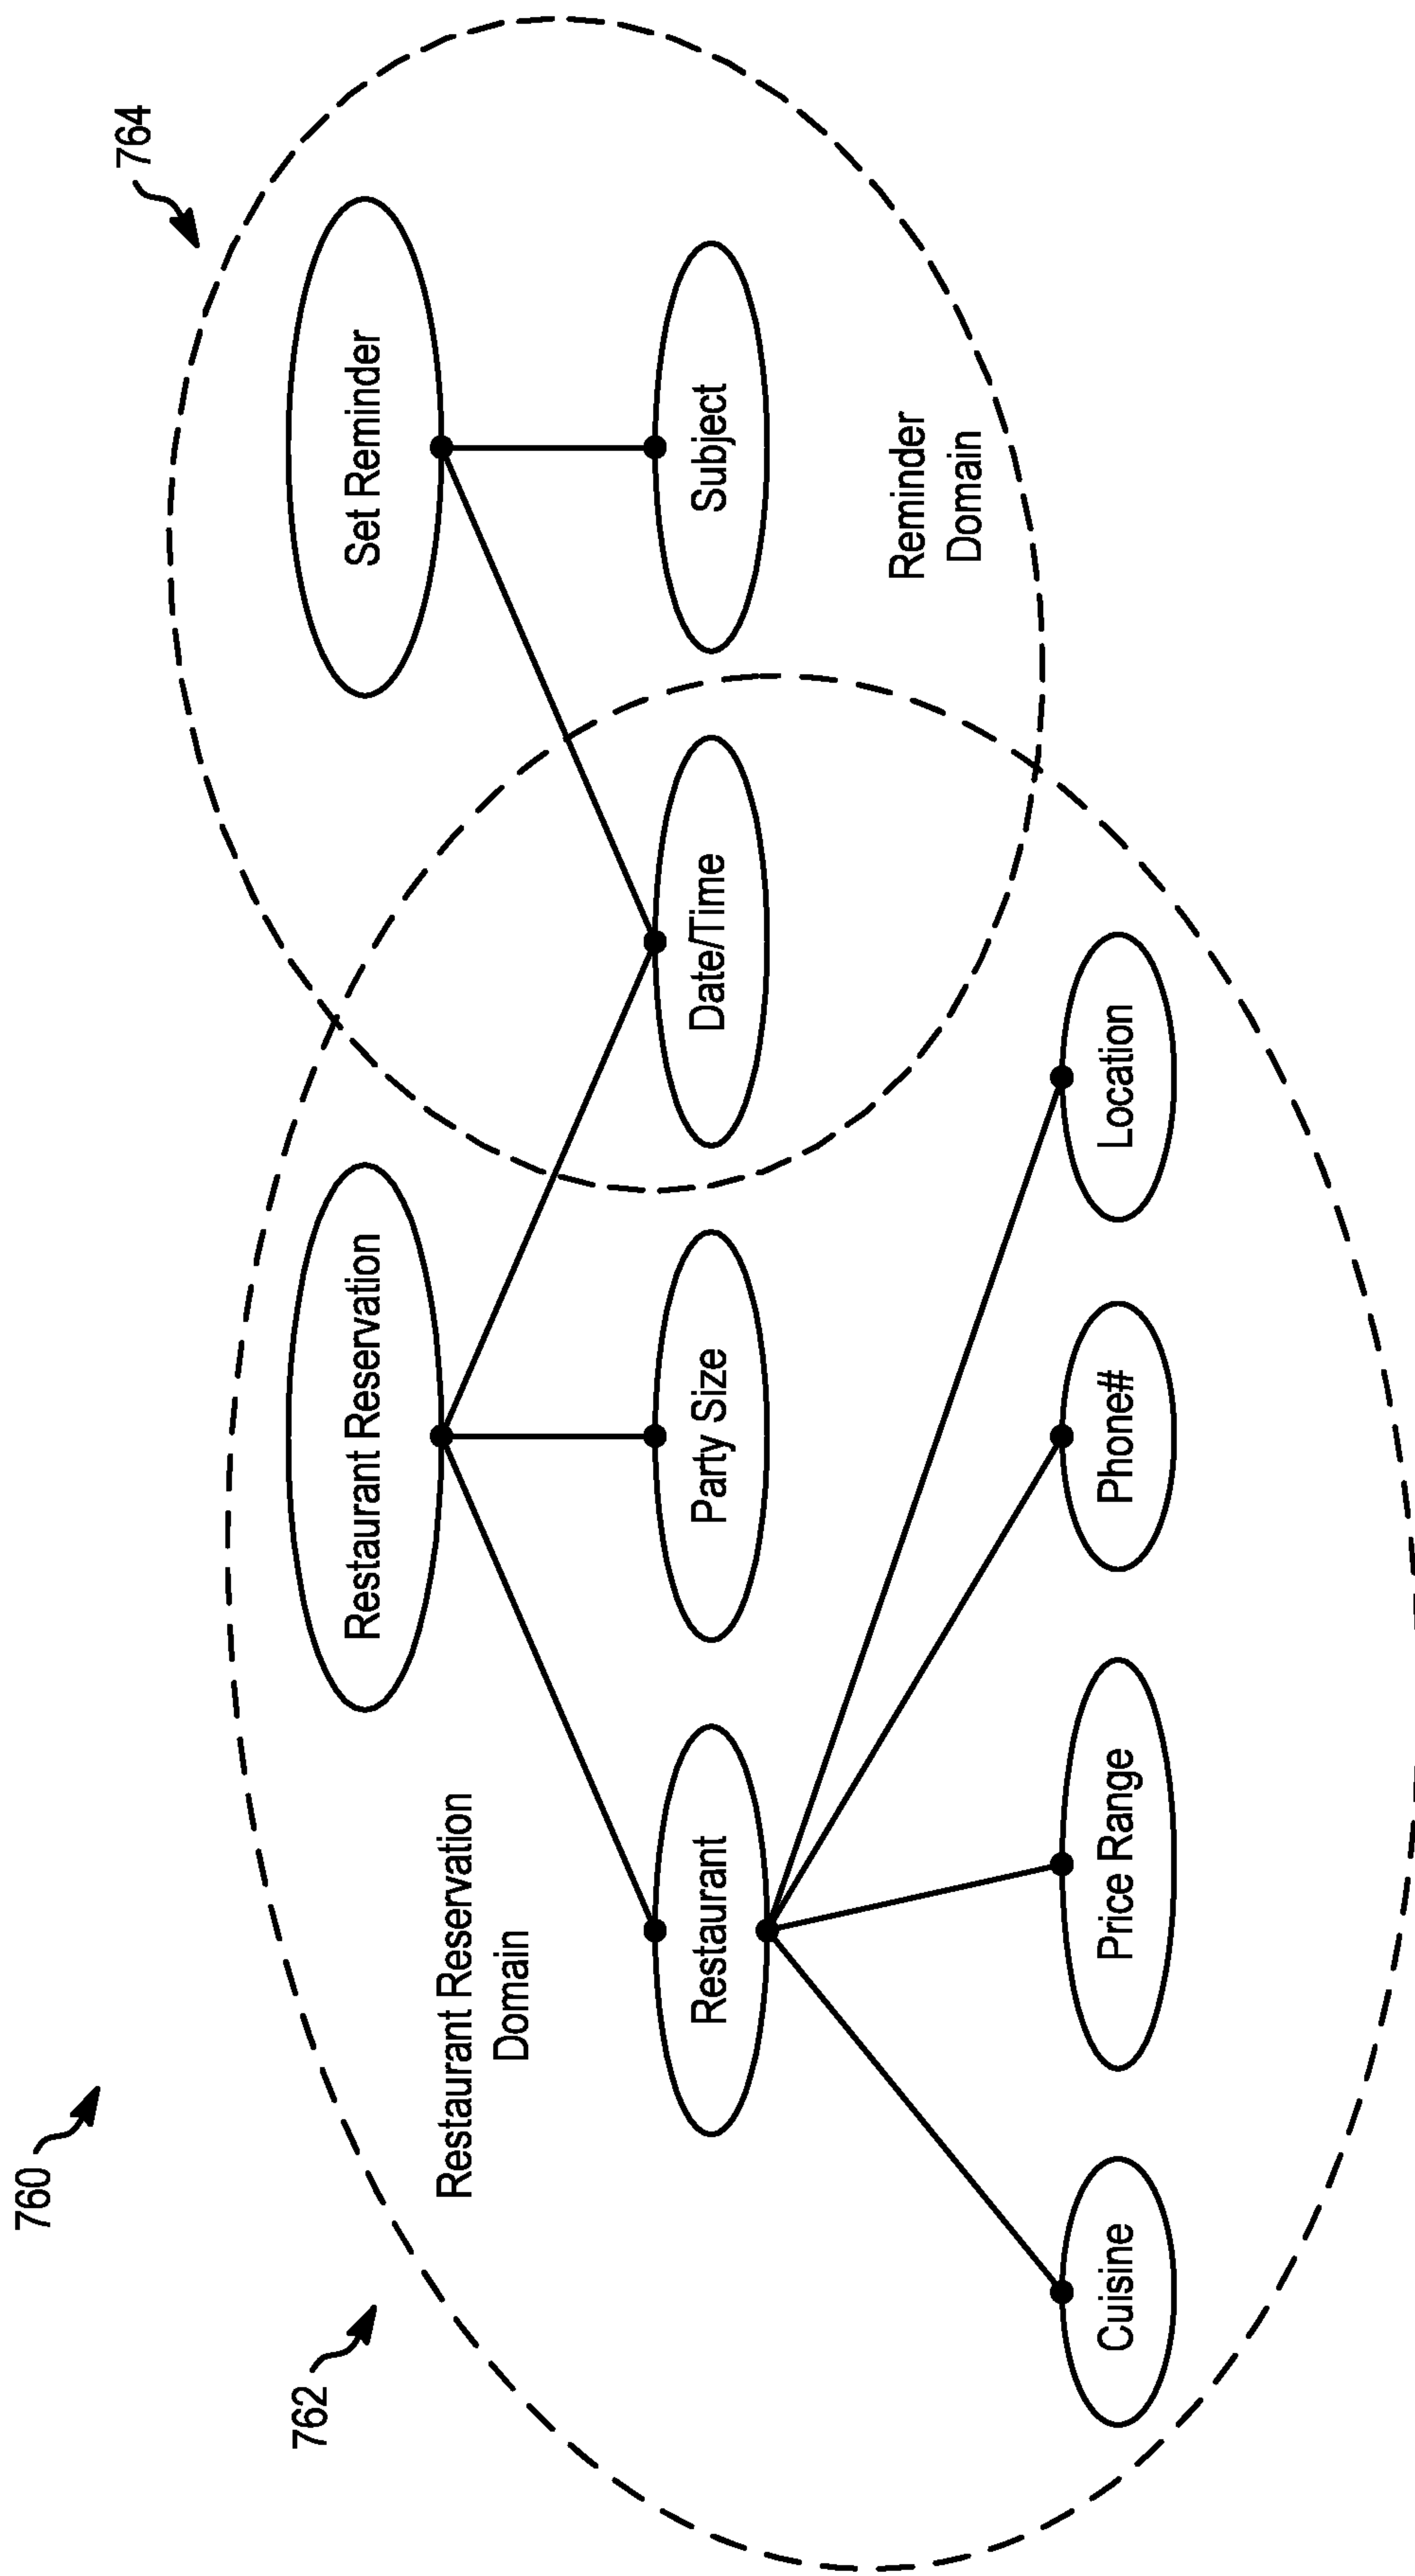 760
762
764
Restaurant Reservation
Set Reminder
Restaurant Reservation
Domain
Restaurant
Party Size
Date/Time
Subject
Reminder
Domain
Cuisine
Price Range
Phone#
Location